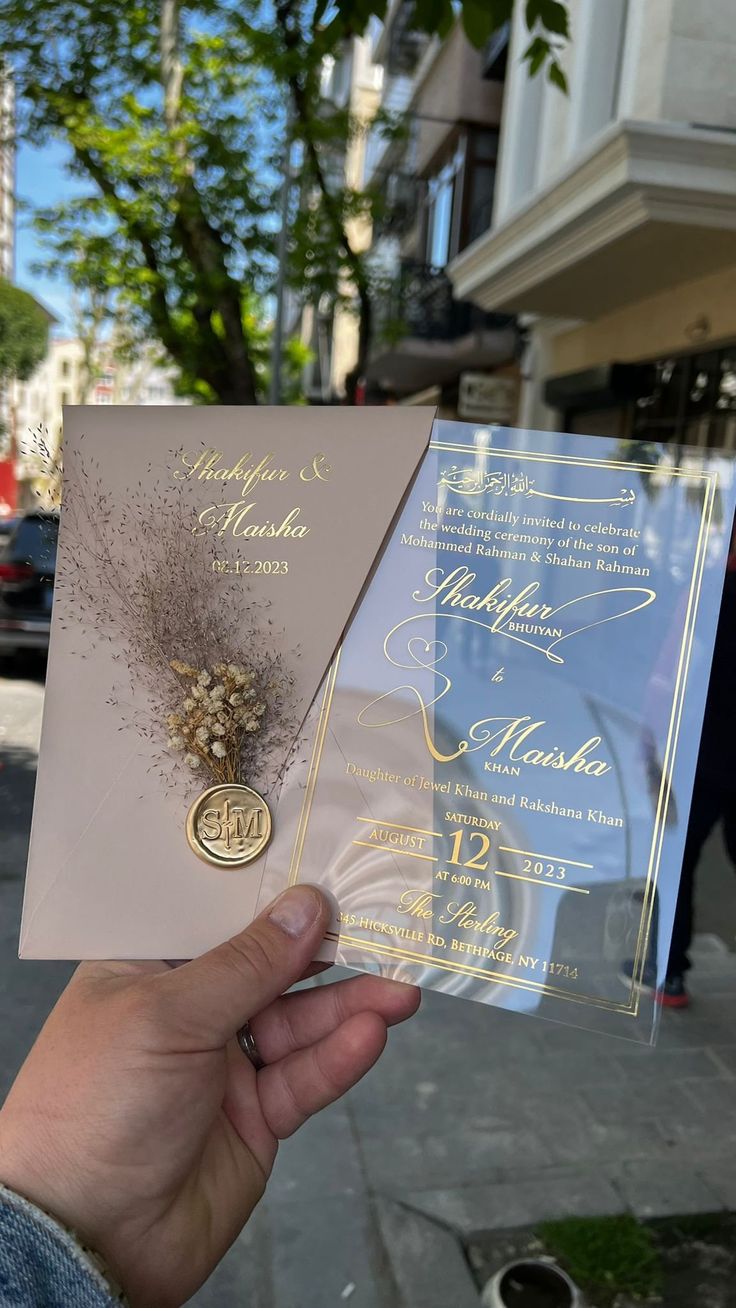 Shakifur &
Maisha
08.12.2023
S M
بسم الله الرحمن الرحيم
You are cordially invited to celebrate
the wedding ceremony of the son of
Mohammed Rahman & Shahan Rahman
Shakifur
BHUIYAN
to
Maisha
KHAN
Daughter of Jewel Khan and Rakshana Khan
SATURDAY
AUGUST 12 2023
AT 6:00 PM
The Sterling
345 HICKSVILLE RD, BETHPAGE, NY 11714